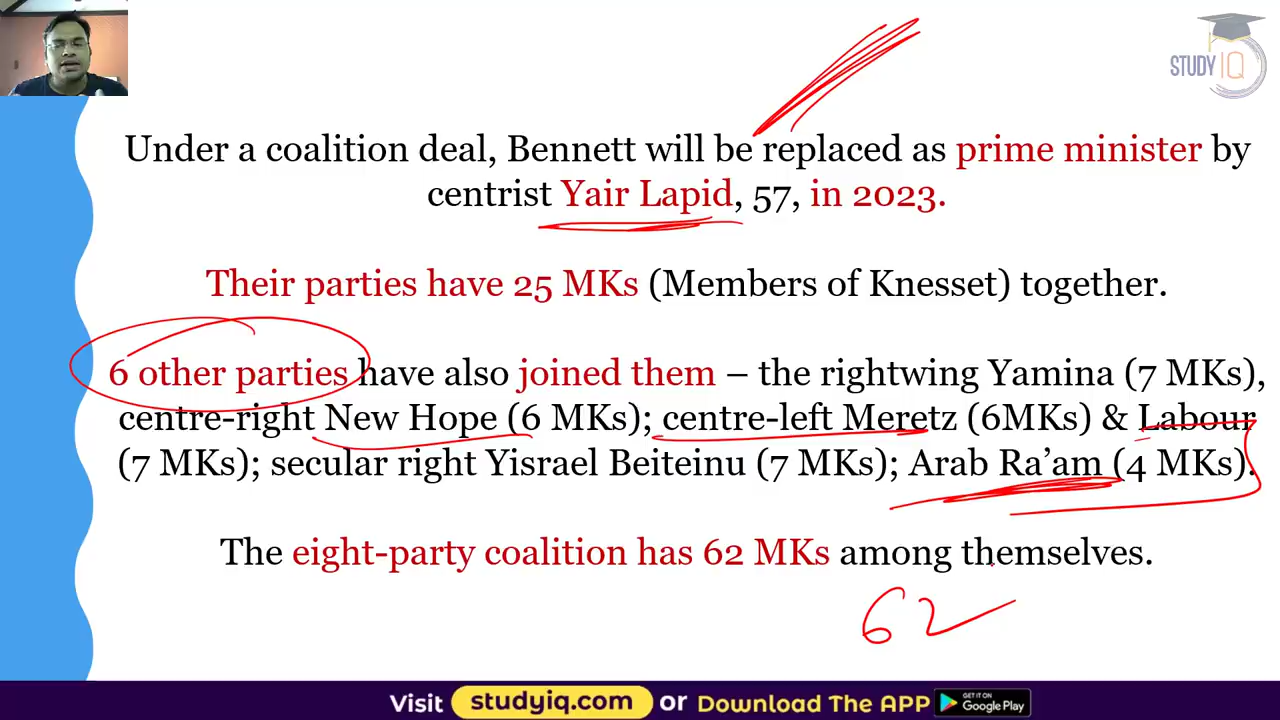 STUDY IQ
Under a coalition deal, Bennett will be replaced as prime minister by
centrist Yair Lapid, 57, in 2023.
Their parties have 25 MKs (Members of Knesset) together.
6 other parties have also joined them – the rightwing Yamina (7 MKs),
centre-right New Hope (6 MKs); centre-left Meretz (6MKs) & Labour
(7 MKs); secular right Yisrael Beiteinu (7 MKs); Arab Ra’am (4 MKs).
The eight-party coalition has 62 MKs among themselves.
62
Visit studyiq.com or Download The APP GET IT ON Google Play